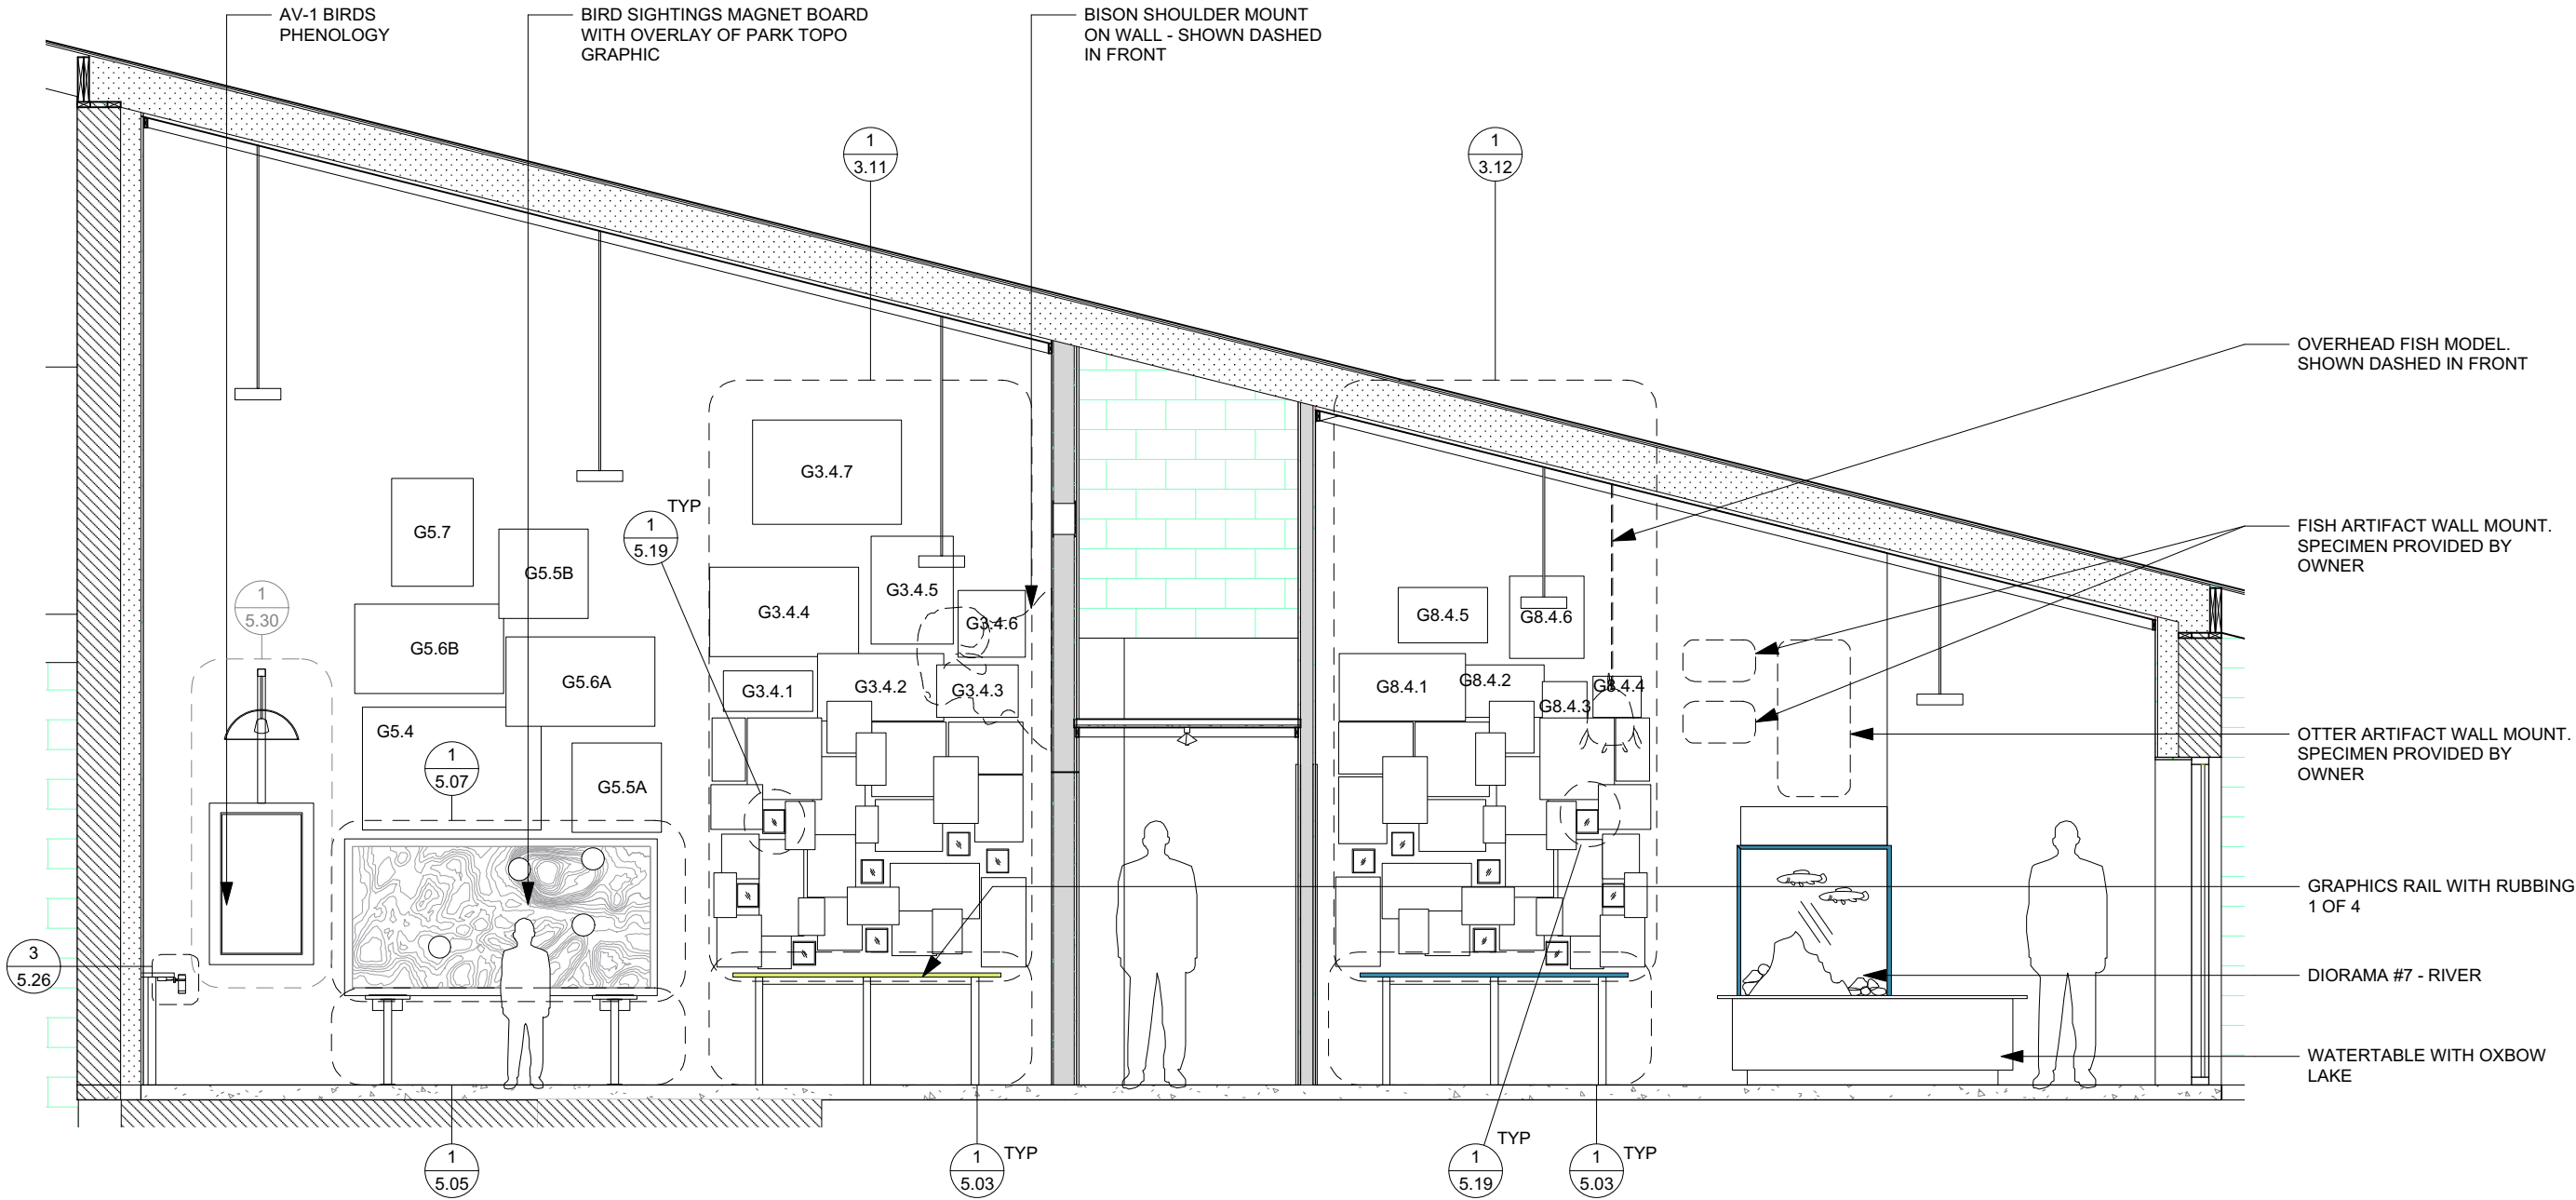 AV-1 BIRDS
PHENOLOGY
BIRD SIGHTINGS MAGNET BOARD
WITH OVERLAY OF PARK TOPO
GRAPHIC
BISON SHOULDER MOUNT
ON WALL - SHOWN DASHED
IN FRONT
1
3.11
1
3.12
OVERHEAD FISH MODEL.
SHOWN DASHED IN FRONT
G3.4.7
TYP
1
5.19
G5.7
G5.5B
FISH ARTIFACT WALL MOUNT.
SPECIMEN PROVIDED BY
OWNER
1
5.30
G3.4.5
G3.4.4
G3.4.6
G8.4.5
G8.4.6
G5.6B
G5.6A
G3.4.1
G3.4.2
G3.4.3
G8.4.1
G8.4.2
G8.4.3
G8.4.4
G5.4
1
5.07
G5.5A
OTTER ARTIFACT WALL MOUNT.
SPECIMEN PROVIDED BY
OWNER
GRAPHICS RAIL WITH RUBBING
1 OF 4
3
5.26
DIORAMA #7 - RIVER
WATERTABLE WITH OXBOW
LAKE
1
5.05
1
5.03
TYP
1
5.19
TYP
1
5.03
TYP